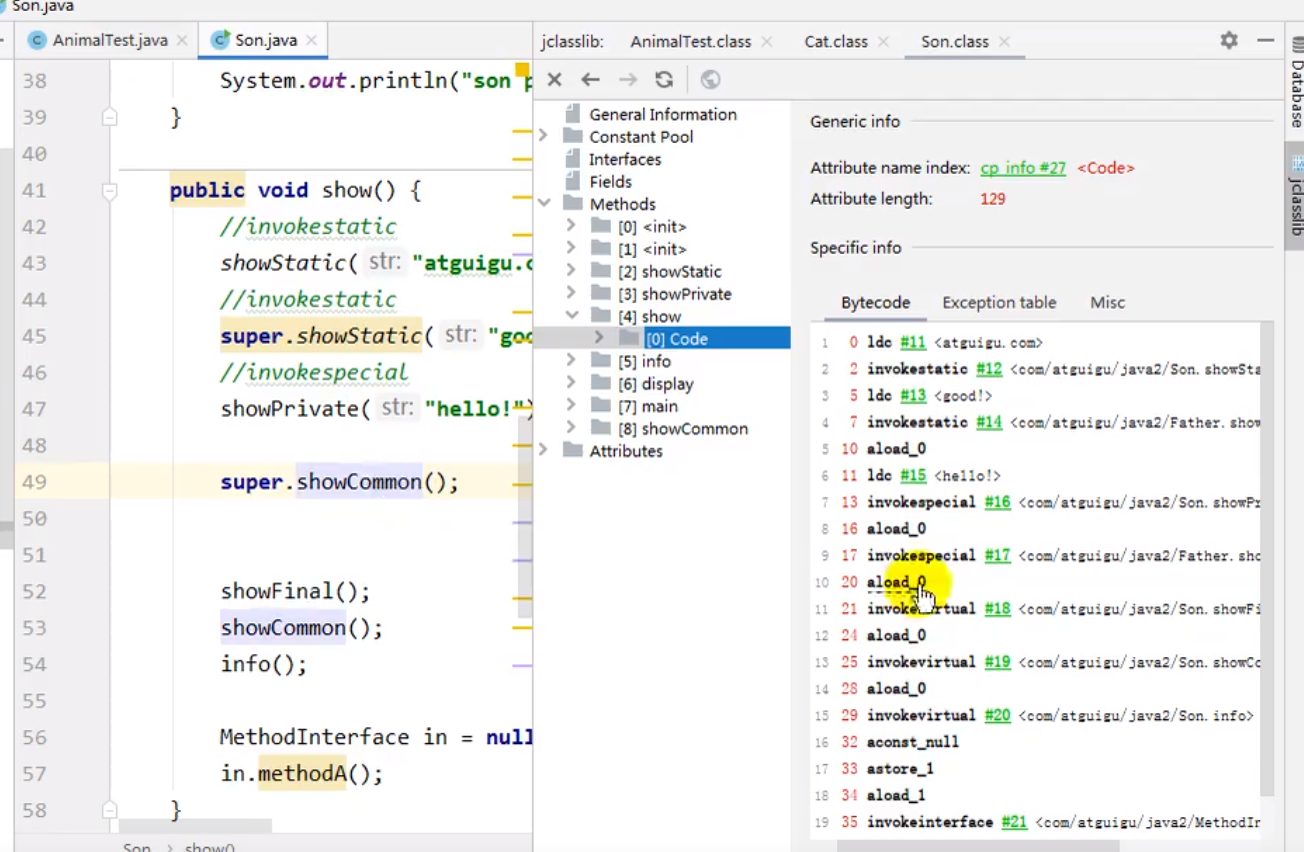 Son.java
AnimalTest.java
Son.java
38 System.out.println("son p
39 }
40
41 public void show() {
42 //invokestatic
43 showStatic( str: "atguigu.c
44 //invokestatic
45 super.showStatic( str: "goo
46 //invokespecial
47 showPrivate( str: "hello!")
48
49 super.showCommon();
50
51
52 showFinal();
53 showCommon();
54 info();
55
56 MethodInterface in = null
57 in.methodA();
58 }
Son > show()
jclasslib: AnimalTest.class Cat.class Son.class
General Information
Constant Pool
Interfaces
Fields
Methods
[0] <init>
[1] <init>
[2] showStatic
[3] showPrivate
[4] show
[0] Code
[5] info
[6] display
[7] main
[8] showCommon
Attributes
Generic info
Attribute name index: cp info #27 <Code>
Attribute length: 129
Specific info
Bytecode Exception table Misc
1 0 ldc #11 <atguigu.com>
2 2 invokestatic #12 <com/atguigu/java2/Son.showSta
3 5 ldc #13 <good!>
4 7 invokestatic #14 <com/atguigu/java2/Father.show
5 10 aload_0
6 11 ldc #15 <hello!>
7 13 invokespecial #16 <com/atguigu/java2/Son.showPr
8 16 aload_0
9 17 invokespecial #17 <com/atguigu/java2/Father.sho
10 20 aload_0
11 21 invokevirtual #18 <com/atguigu/java2/Son.showFi
12 24 aload_0
13 25 invokevirtual #19 <com/atguigu/java2/Son.showCo
14 28 aload_0
15 29 invokevirtual #20 <com/atguigu/java2/Son.info>
16 32 aconst_null
17 33 astore_1
18 34 aload_1
19 35 invokeinterface #21 <com/atguigu/java2/MethodIn
Database
jclasslib